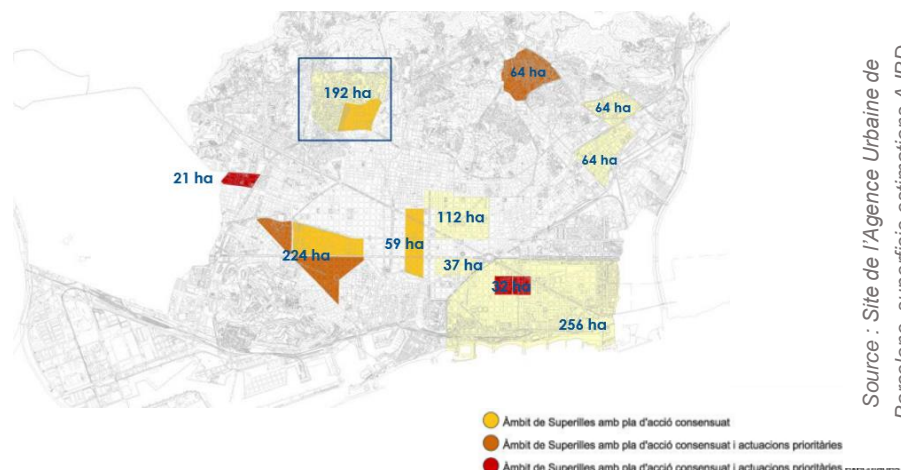 192 ha
64 ha
64 ha
64 ha
21 ha
112 ha
59 ha
224 ha
37 ha
32 ha
256 ha
Àmbit de Superilles amb pla d'acció consensuat
Àmbit de Superilles amb pla d'acció consensuat i actuacions prioritàries
Àmbit de Superilles amb pla d'acció consensuat i actuacions prioritàries
Source : Site de l'Agence Urbaine de